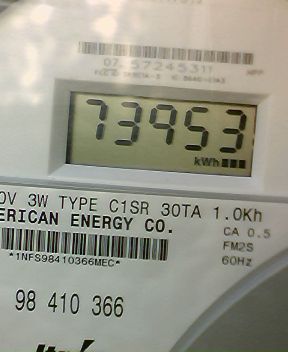 07 57245311
73953
kWh
0V 3W TYPE C1SR 30TA 1.0Kh
ERICAN ENERGY CO.
CA 0.5
FM2S
*1NFS98410366MEC*
60Hz
98 410 366